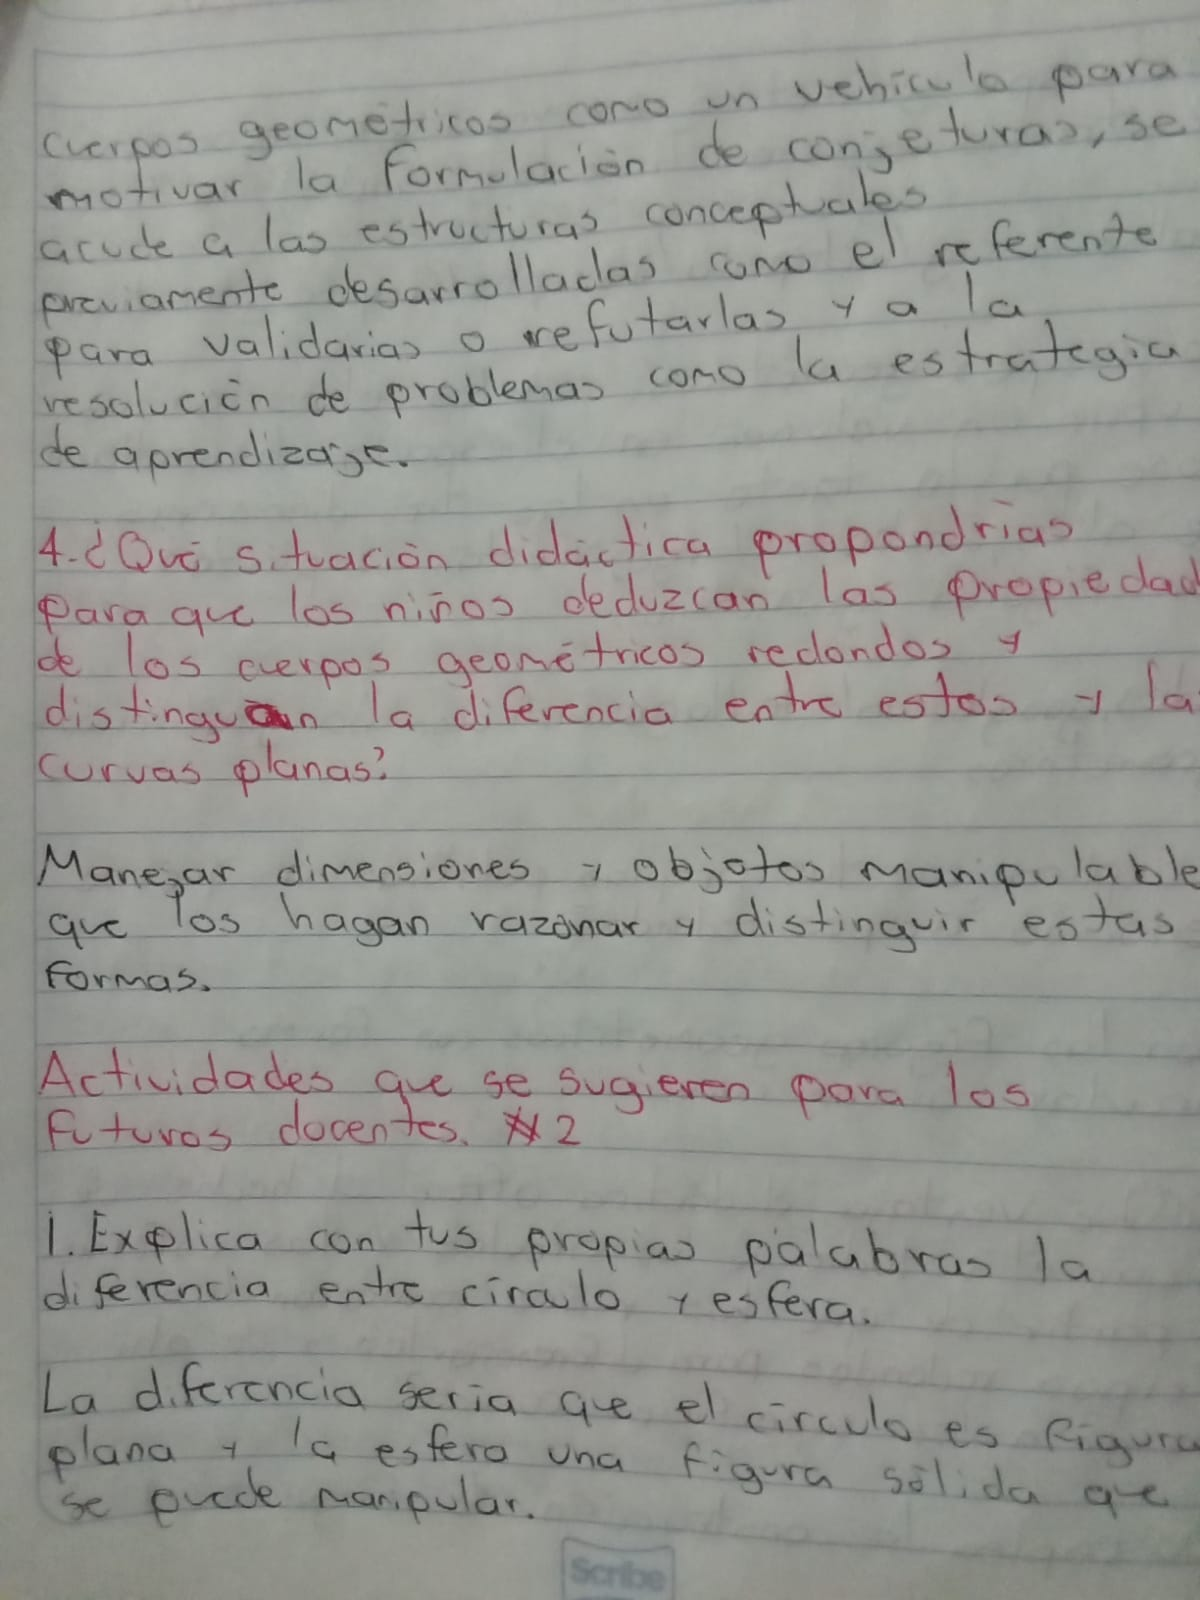 cuerpos geométricos como un vehículo para
motivar la formulación de conjeturas, se
acude a las estructuras conceptuales
previamente desarrolladas como el referente
para validarias o refutarlas y a la
resolución de problemas como la estrategia
de aprendizaje.
4.¿Qué situación didáctica propondrías
para que los niños deduzcan las propiedad
de los cuerpos geométricos redondos y
distinguan la diferencia entre estos y la
curvas planas?
Manejar dimensiones y objetos manipulable
que los hagan razonar y distinguir estas
formas.
Actividades que se sugieren para los
futuros docentes. N2
1. Explica con tus propias palabras la
diferencia entre círculo y esfera.
La diferencia seria que el circulo es figura
plana y la esfera una figura sólida que
se puede manipular.
Scribe